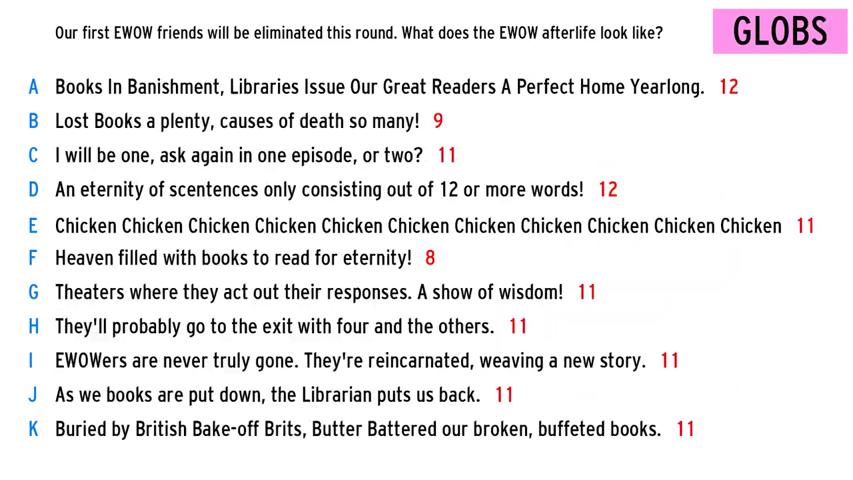 Our first EWOW friends will be eliminated this round. What does the EWOW afterlife look like?
GLOBS
A Books In Banishment, Libraries Issue Our Great Readers A Perfect Home Yearlong. 12
B Lost Books a plenty, causes of death so many! 9
C I will be one, ask again in one episode, or two? 11
D An eternity of scentences only consisting out of 12 or more words! 12
E Chicken Chicken Chicken Chicken Chicken Chicken Chicken Chicken Chicken Chicken Chicken 11
F Heaven filled with books to read for eternity! 8
G Theaters where they act out their responses. A show of wisdom! 11
H They'll probably go to the exit with four and the others. 11
I EWOWers are never truly gone. They're reincarnated, weaving a new story. 11
J As we books are put down, the Librarian puts us back. 11
K Buried by British Bake-off Brits, Butter Battered our broken, buffeted books. 11